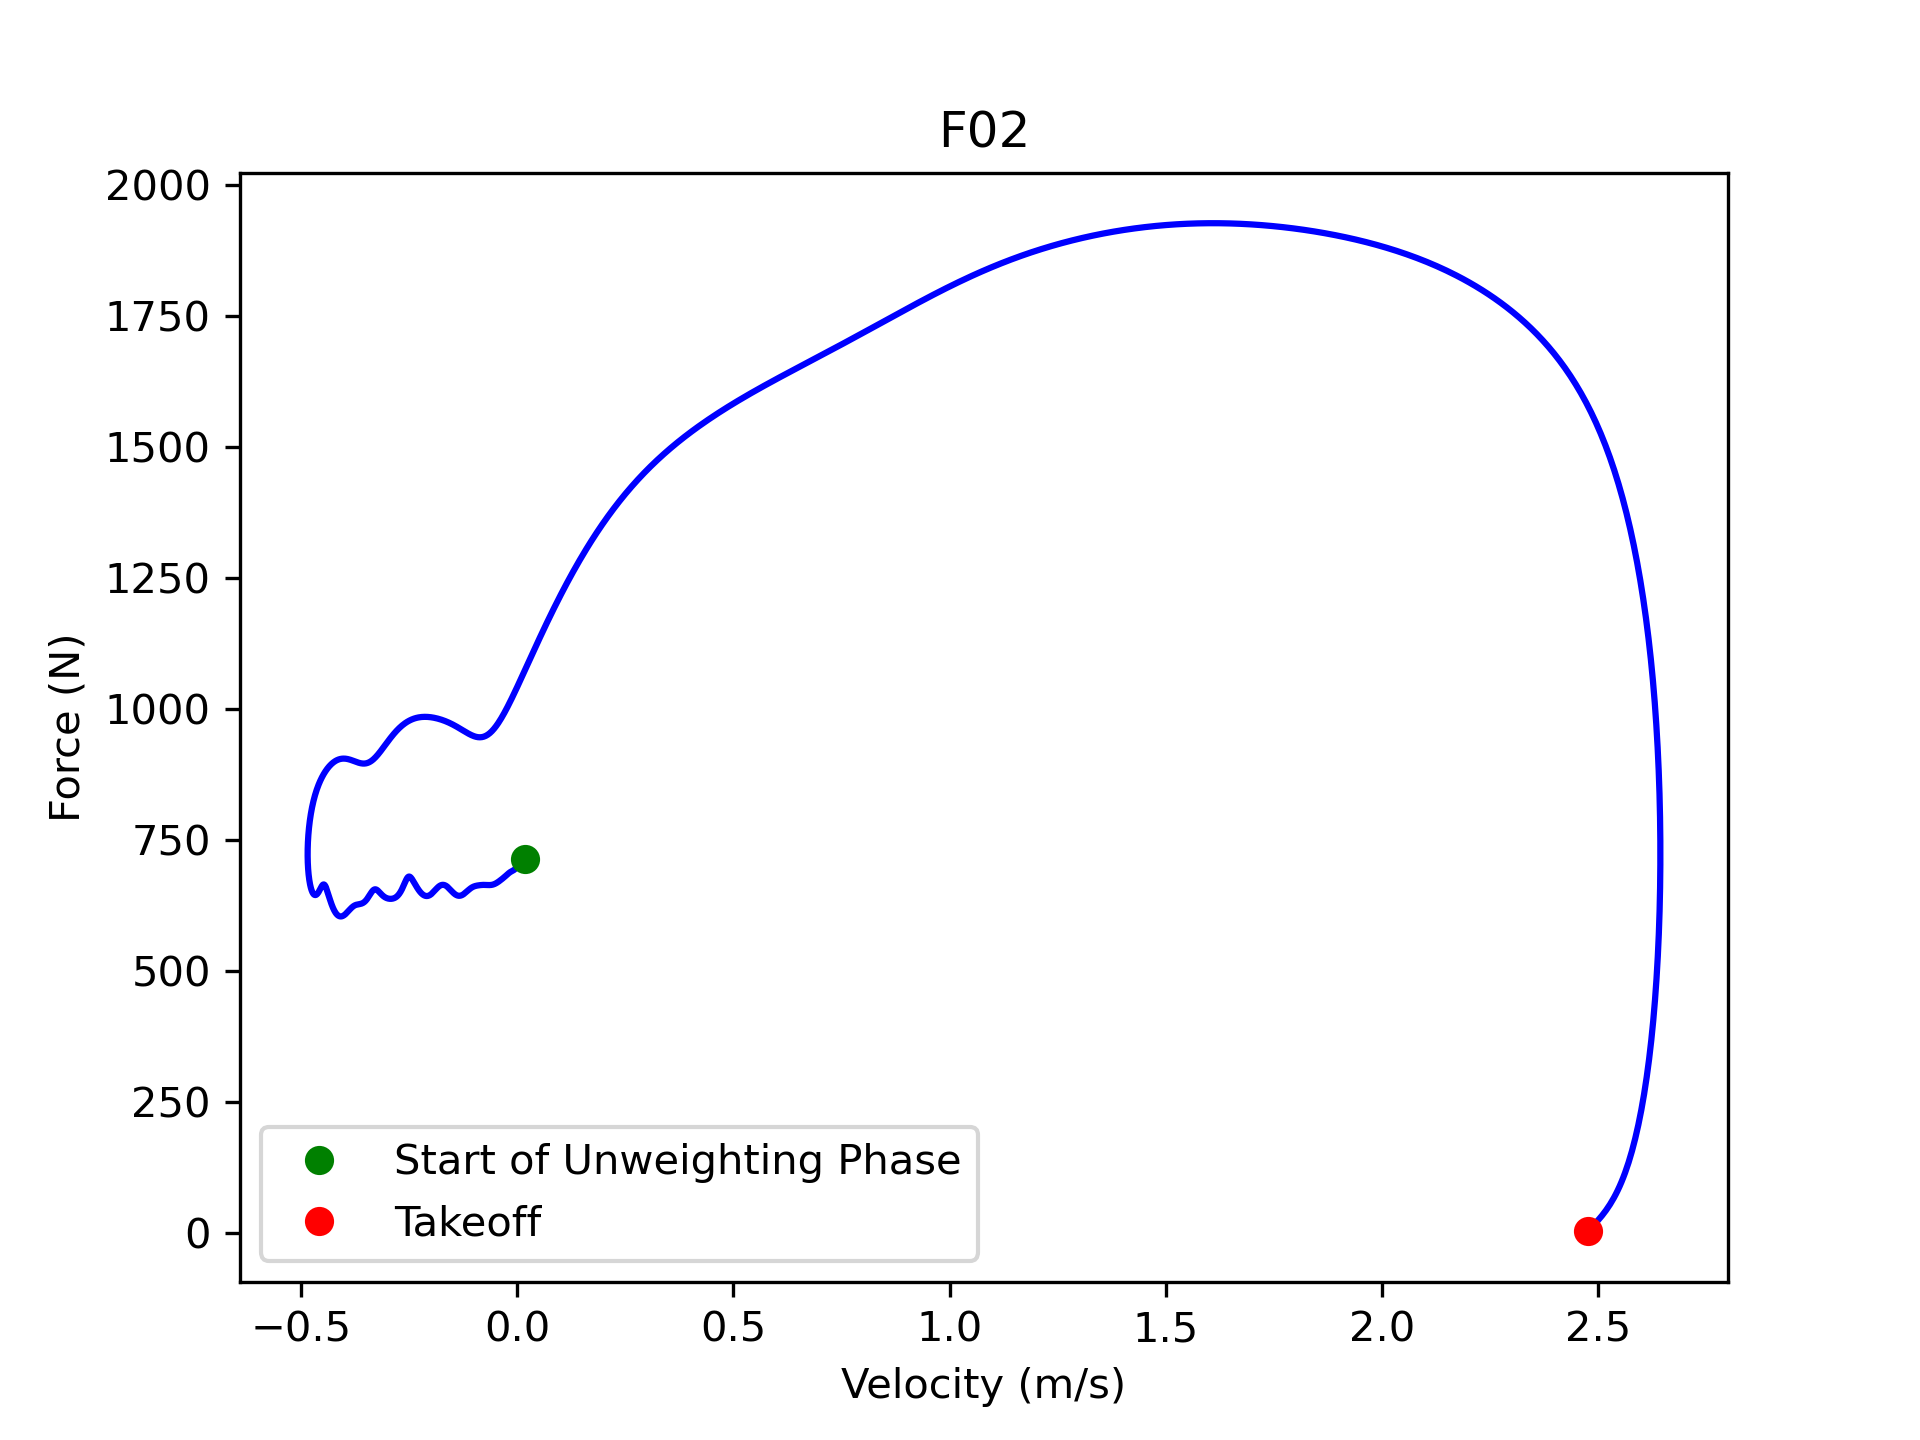 F02
2000
1750
1500
1250
1000
750
500
250
0
Force (N)
Start of Unweighting Phase
Takeoff
−0.5 0.0 0.5 1.0 1.5 2.0 2.5
Velocity (m/s)